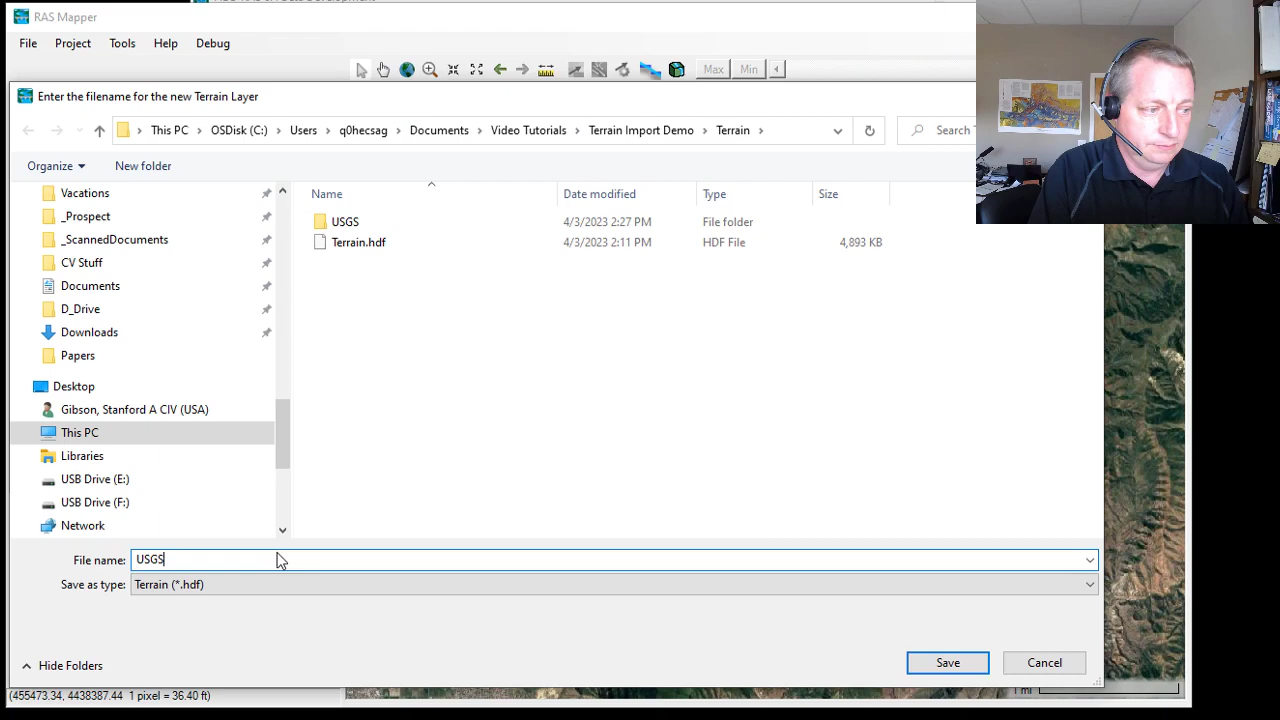 RAS Mapper
File Project Tools Help Debug
Max Min
Enter the filename for the new Terrain Layer
This PC OSDisk (C:) Users q0hecsag Documents Video Tutorials Terrain Import Demo Terrain
Organize New folder
Name Date modified Type Size
Vacations
_Prospect
_ScannedDocuments
CV Stuff
Documents
D_Drive
Downloads
Papers
Desktop
Gibson, Stanford A CIV (USA)
This PC
Libraries
USB Drive (E:)
USB Drive (F:)
Network
USGS 4/3/2023 2:27 PM File folder
Terrain.hdf 4/3/2023 2:11 PM HDF File 4,893 KB
File name: USGS
Save as type: Terrain (*.hdf)
Hide Folders Save Cancel
(455473.34, 4438387.44 1 pixel = 36.40 ft)
1 mi